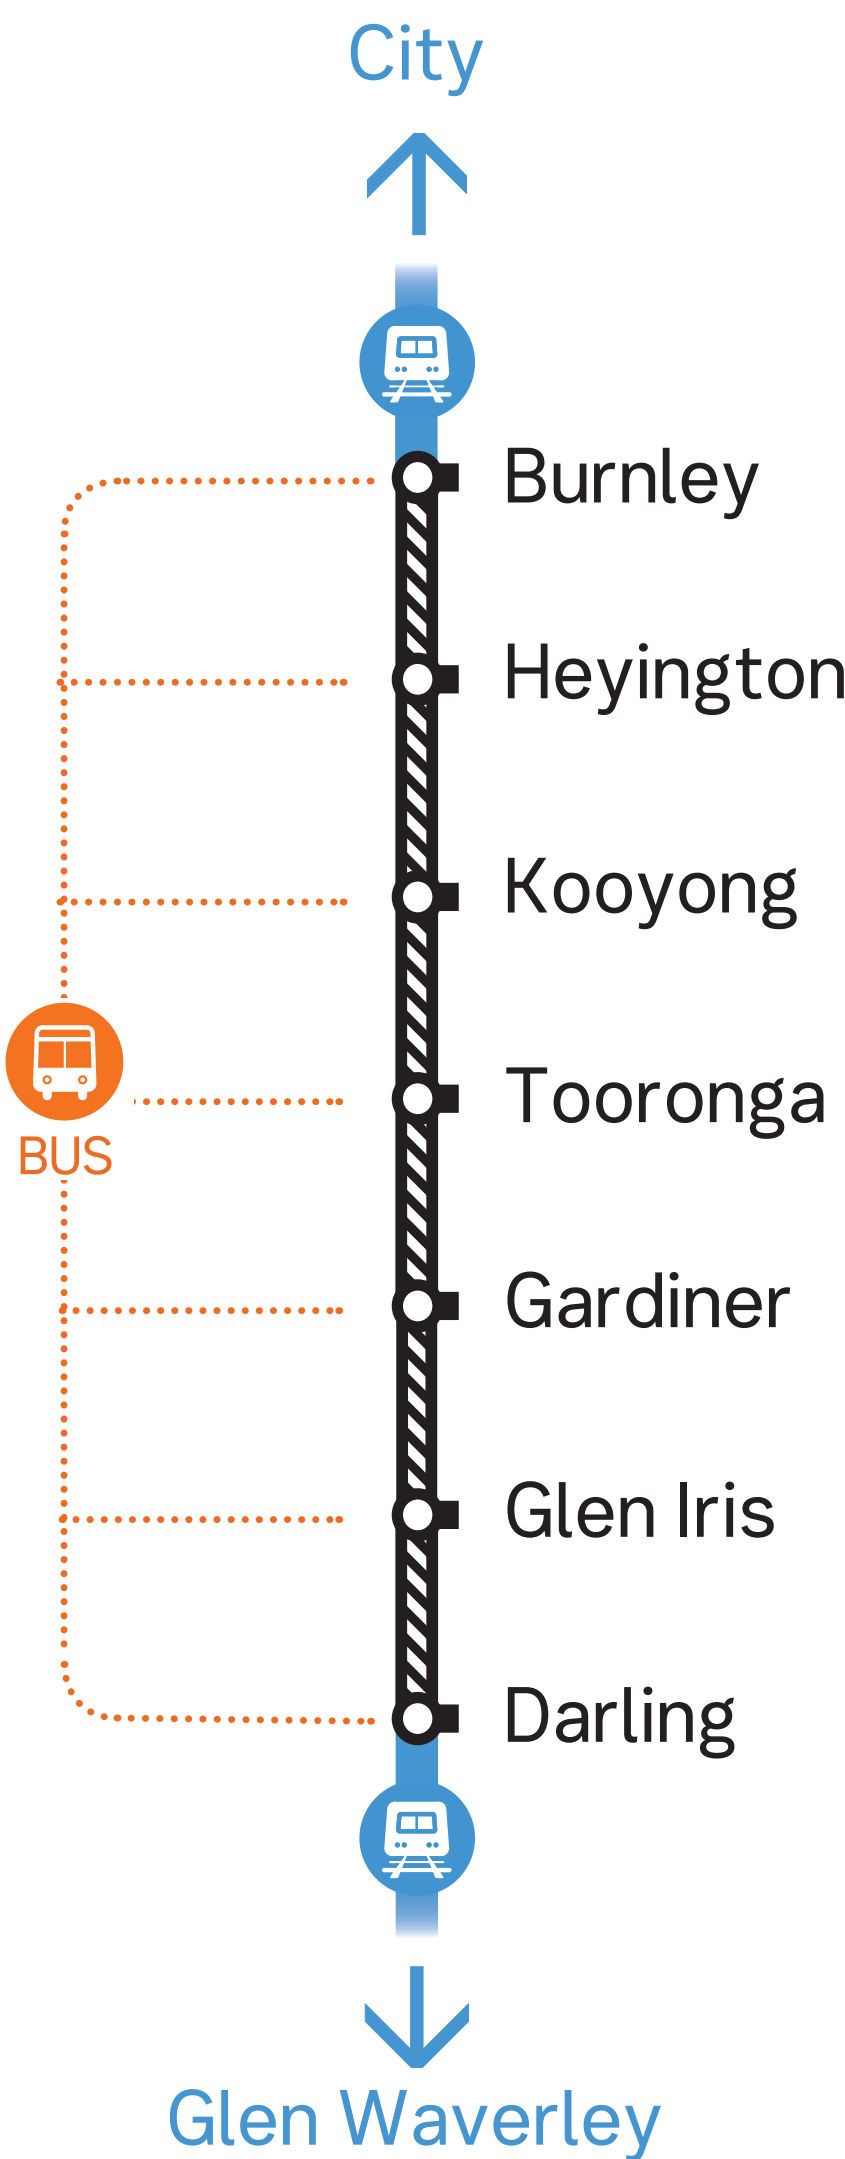 City
Burnley
Heyington
Kooyong
Tooronga
BUS
Gardiner
Glen Iris
Darling
Glen Waverley